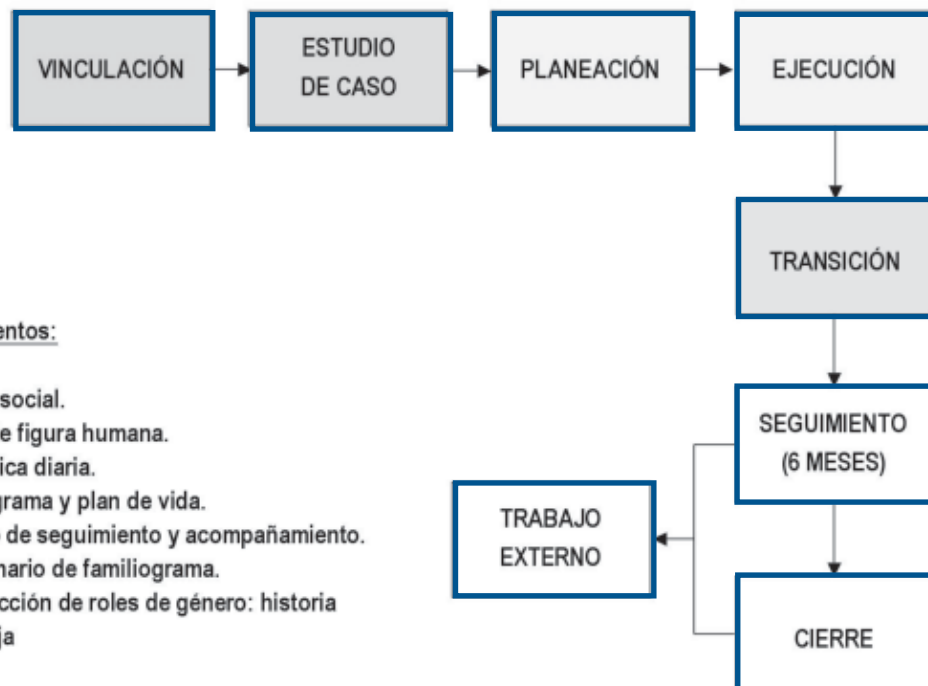 VINCULACIÓN
ESTUDIO
DE CASO
PLANEACIÓN
EJECUCIÓN
TRANSICIÓN
SEGUIMIENTO
(6 MESES)
TRABAJO
EXTERNO
CIERRE
entos:
social.
e figura humana.
ica diaria.
grama y plan de vida.
de seguimiento y acompañamiento.
nario de familiograma.
cción de roles de género: historia
ja